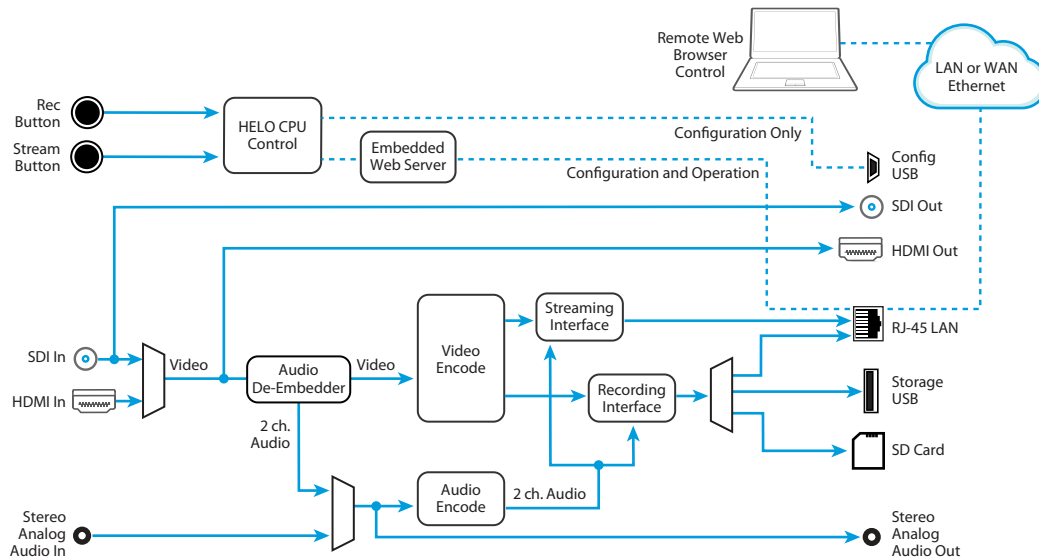 Remote Web
Browser
Control
LAN or WAN
Ethernet
Rec
Button
Stream
Button
HELO CPU
Control
Embedded
Web Server
Configuration Only
Configuration and Operation
Config
USB
SDI Out
HDMI Out
Streaming
Interface
RJ-45 LAN
SDI In
Video
Audio
De-Embedder
Video
Video
Encode
HDMI In
Recording
Interface
Storage
USB
2 ch.
Audio
SD Card
Audio
Encode
2 ch. Audio
Stereo
Analog
Audio In
Stereo
Analog
Audio Out